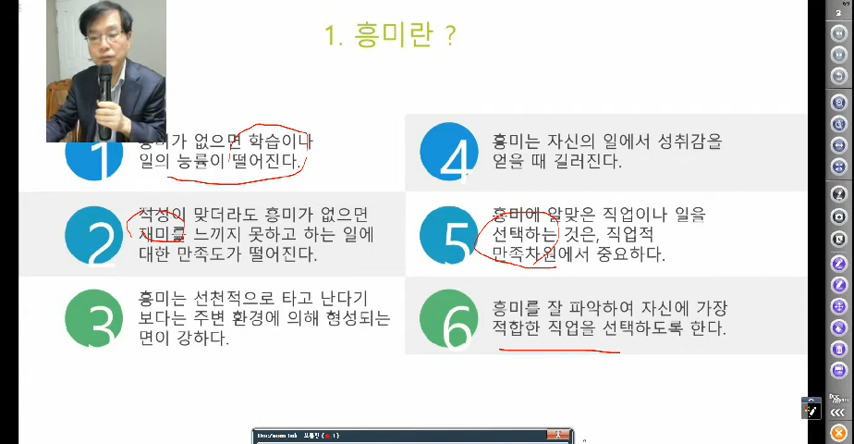 1. 흥미란 ?
1
흥미가 없으면 학습이나
일의 능률이 떨어진다.
2
적성이 맞더라도 흥미가 없으면
재미를 느끼지 못하고 하는 일에
대한 만족도가 떨어진다.
3
흥미는 선천적으로 타고 난다기
보다는 주변 환경에 의해 형성되는
면이 강하다.
4
흥미는 자신의 일에서 성취감을
얻을 때 길러진다.
5
흥미에 알맞은 직업이나 일을
선택하는 것은, 직업적
만족차원에서 중요하다.
6
흥미를 잘 파악하여 자신에 가장
적합한 직업을 선택하도록 한다.